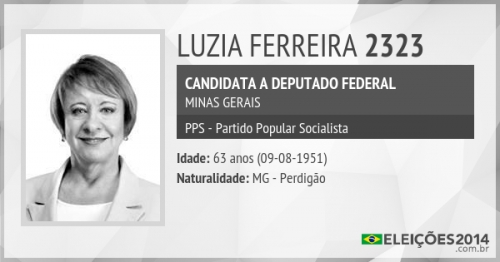 LUZIA FERREIRA 2323
CANDIDATA A DEPUTADO FEDERAL
MINAS GERAIS
PPS - Partido Popular Socialista
Idade: 63 anos (09-08-1951)
Naturalidade: MG - Perdigão
ELEIÇÕES2014
.com.br